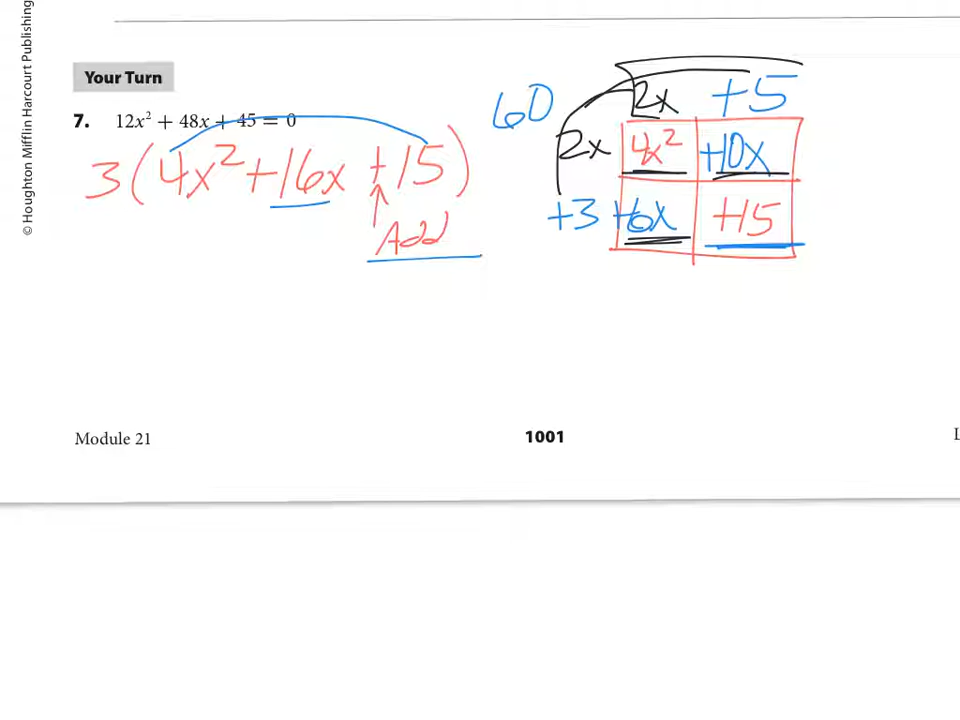 © Houghton Mifflin Harcourt Publishing
Your Turn
7. 12x² + 48x + 45 = 0
3(4x²+16x +15)
Add
60
2x +5
2x 4x² +10x
+3 +6x +15
Module 21
1001
L